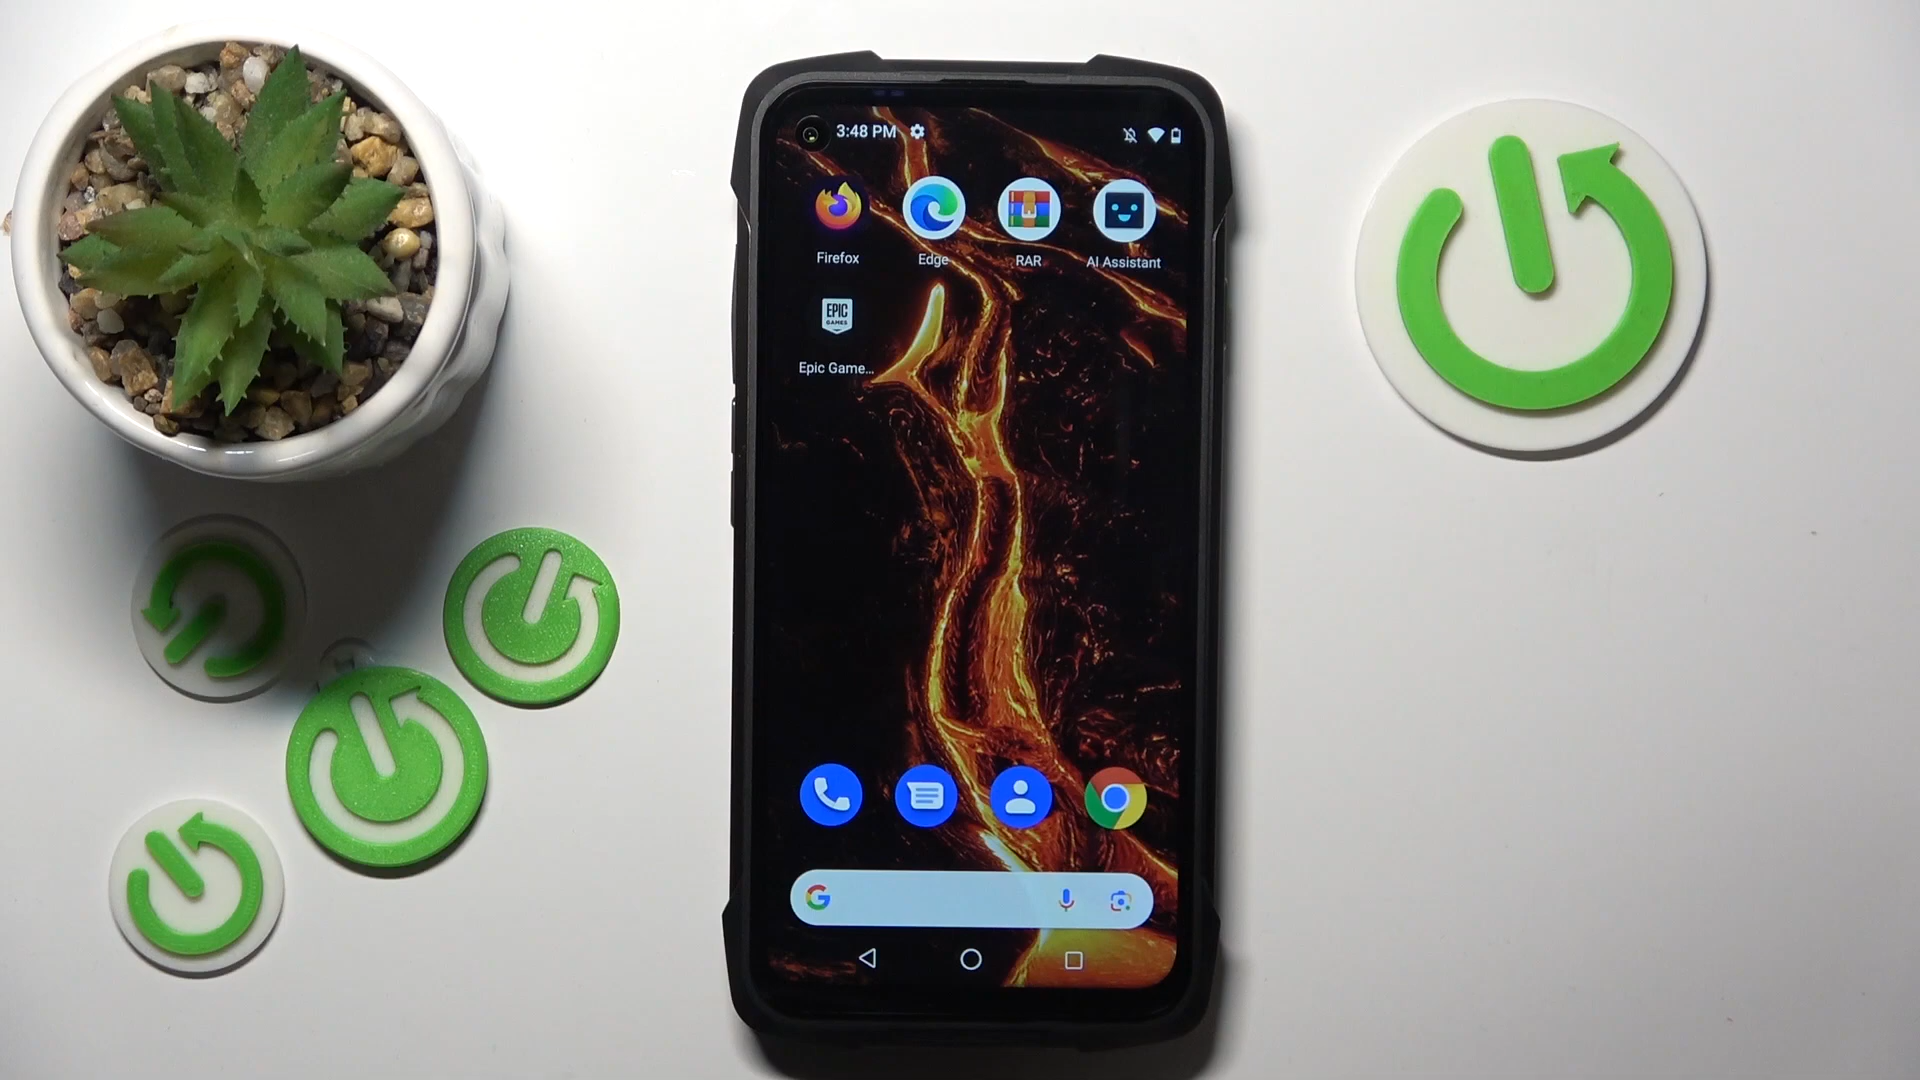 3:48 PM
Firefox
Edge
RAR
AI Assistant
EPIC
GAMES
Epic Game...
G